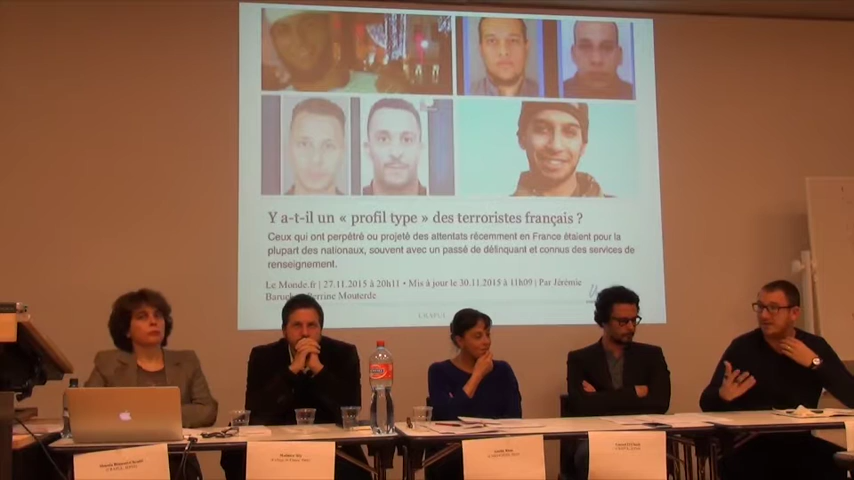 Y a-t-il un « profil type » des terroristes français ?
Ceux qui ont perpétré ou projeté des attentats récemment en France étaient pour la
plupart des nationaux, souvent avec un passé de délinquant et connus des services de
renseignement.
Le Monde.fr | 27.11.2015 à 20h11 • Mis à jour le 30.11.2015 à 11h09 | Par Jérémie
Baruch Perrine Mouterde
CRAPUL